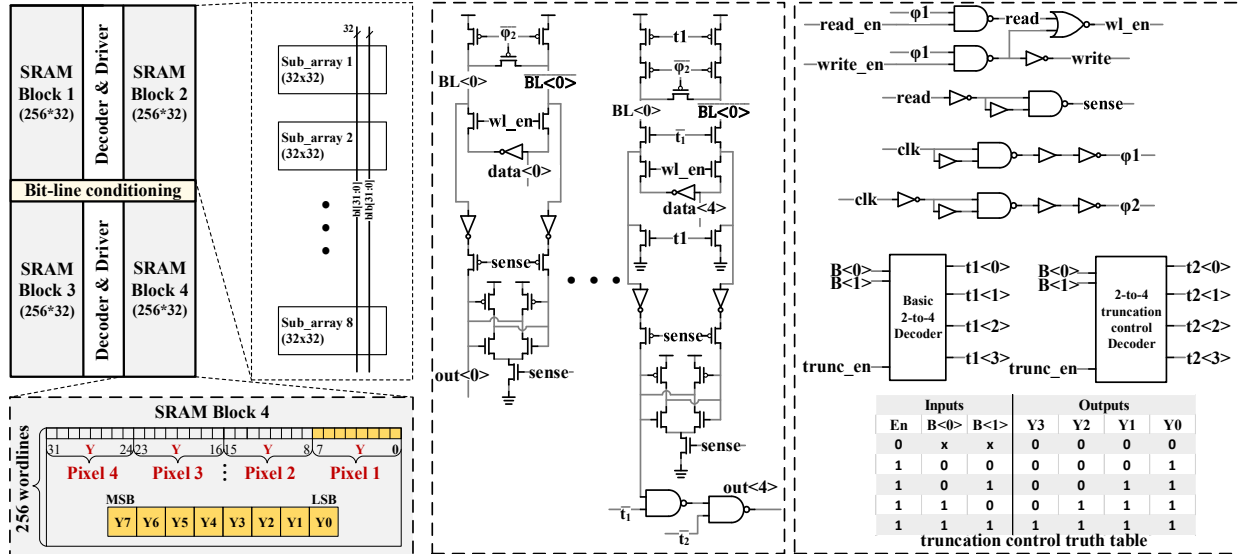 SRAM
Block 1
(256*32)
Decoder & Driver
SRAM
Block 2
(256*32)
Bit-line conditioning
SRAM
Block 3
(256*32)
Decoder & Driver
SRAM
Block 4
(256*32)
32
Sub_array 1
(32x32)
Sub_array 2
(32x32)
Sub_array 8
(32x32)
SRAM Block 4
256 wordlines
31 Y 24 23 Y 16 15 Y 8 7 Y 0
Pixel 4 Pixel 3 Pixel 2 Pixel 1
MSB LSB
Y7 Y6 Y5 Y4 Y3 Y2 Y1 Y0
φ2
BL<0> BL<0>
wl_en
data<0>
sense
out<0>
sense
t1
φ2
BL<0> BL<0>
t1
wl_en
data<4>
t1
sense
sense
out<4>
t1
t2
φ1
read_en
read
wl_en
φ1
write_en
write
read
sense
clk
φ1
clk
φ2
B<0>
B<1>
trunc_en
Basic
2-to-4
Decoder
t1<0>
t1<1>
t1<2>
t1<3>
B<0>
B<1>
trunc_en
2-to-4
truncation
control
Decoder
t2<0>
t2<1>
t2<2>
t2<3>
Inputs Outputs
En B<0> B<1> Y3 Y2 Y1 Y0
0 x x 0 0 0 0
1 0 0 0 0 0 1
1 0 1 0 0 1 1
1 1 0 0 1 1 1
1 1 1 1 1 1 1
truncation control truth table